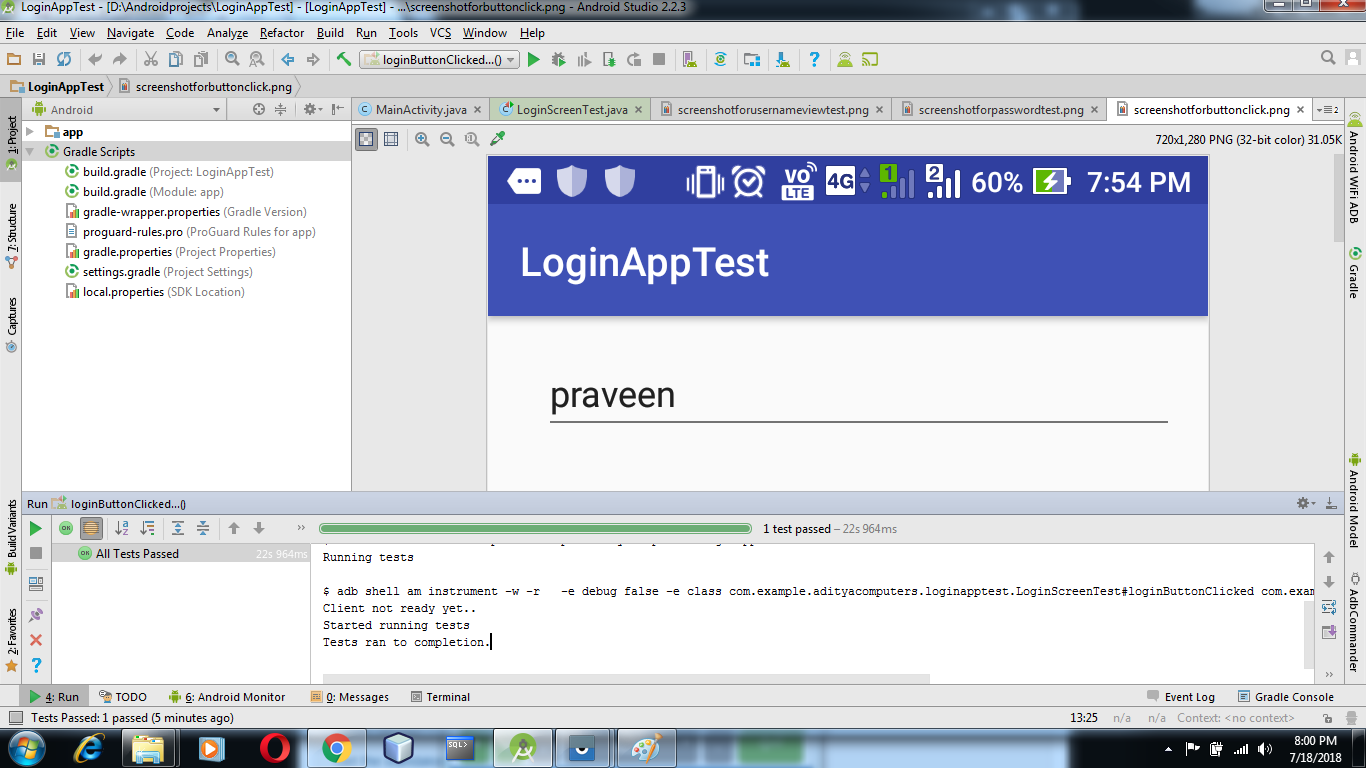 LoginAppTest - [D:\Androidprojects\LoginAppTest] - [LoginAppTest] - ...\screenshotforbuttonclick.png - Android Studio 2.2.3
File Edit View Navigate Code Analyze Refactor Build Run Tools VCS Window Help
loginButtonClicked...()
LoginAppTest screenshotforbuttonclick.png
Android
MainActivity.java LoginScreenTest.java screenshotforusernameviewtest.png screenshotforpasswordtest.png screenshotforbuttonclick.png 2
1: Project
7: Structure
Captures
Build Variants
2: Favorites
app
Gradle Scripts
build.gradle (Project: LoginAppTest)
build.gradle (Module: app)
gradle-wrapper.properties (Gradle Version)
proguard-rules.pro (ProGuard Rules for app)
gradle.properties (Project Properties)
settings.gradle (Project Settings)
local.properties (SDK Location)
1:1
720x1,280 PNG (32-bit color) 31.05K
VO LTE 4G 1 2 60% 7:54 PM
LoginAppTest
praveen
Android WiFi ADB
Gradle
Android Model
AdbCommander
Run loginButtonClicked...()
OK
1 test passed – 22s 964ms
OK All Tests Passed 22s 964ms
Running tests
$ adb shell am instrument -w -r   -e debug false -e class com.example.adityacomputers.loginapptest.LoginScreenTest#loginButtonClicked com.exam
Client not ready yet..
Started running tests
Tests ran to completion.
4: Run TODO 6: Android Monitor 0: Messages Terminal Event Log Gradle Console
Tests Passed: 1 passed (5 minutes ago) 13:25 n/a n/a Context: <no context>
SQL>
8:00 PM
7/18/2018